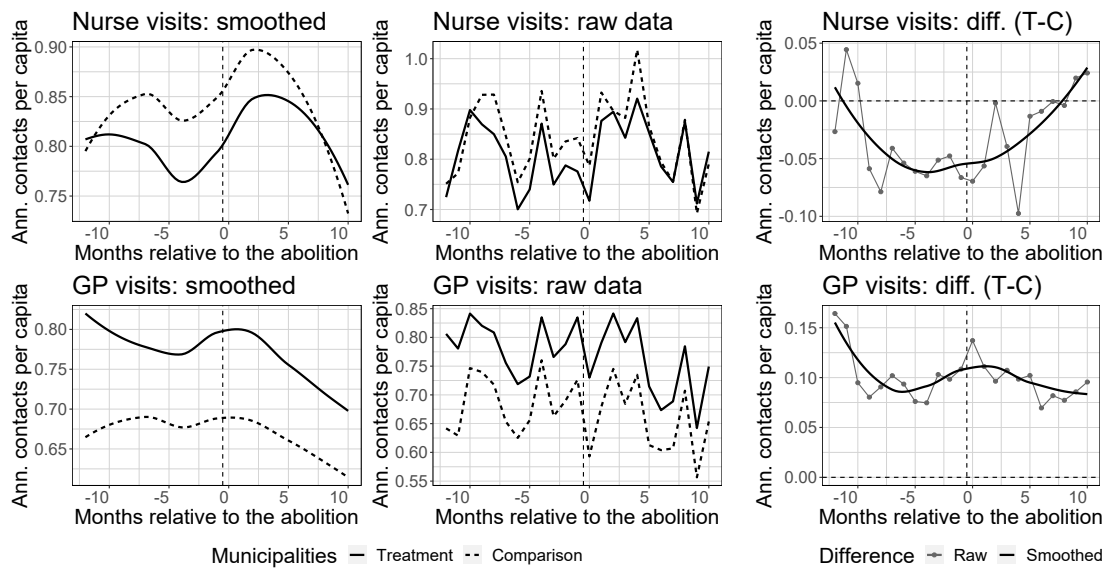 Nurse visits: smoothed
Nurse visits: raw data
Nurse visits: diff. (T-C)
Ann. contacts per capita
0.90
0.85
0.80
0.75
-10 -5 0 5 10
Months relative to the abolition
Ann. contacts per capita
1.0
0.9
0.8
0.7
-10 -5 0 5 10
Months relative to the abolition
Ann. contacts per capita
0.05
0.00
-0.05
-0.10
-10 -5 0 5 10
Months relative to the abolition
GP visits: smoothed
GP visits: raw data
GP visits: diff. (T-C)
Ann. contacts per capita
0.80
0.75
0.70
0.65
-10 -5 0 5 10
Months relative to the abolition
Ann. contacts per capita
0.85
0.80
0.75
0.70
0.65
0.60
0.55
-10 -5 0 5 10
Months relative to the abolition
Ann. contacts per capita
0.15
0.10
0.05
0.00
-10 -5 0 5 10
Months relative to the abolition
Municipalities Treatment Comparison
Difference Raw Smoothed